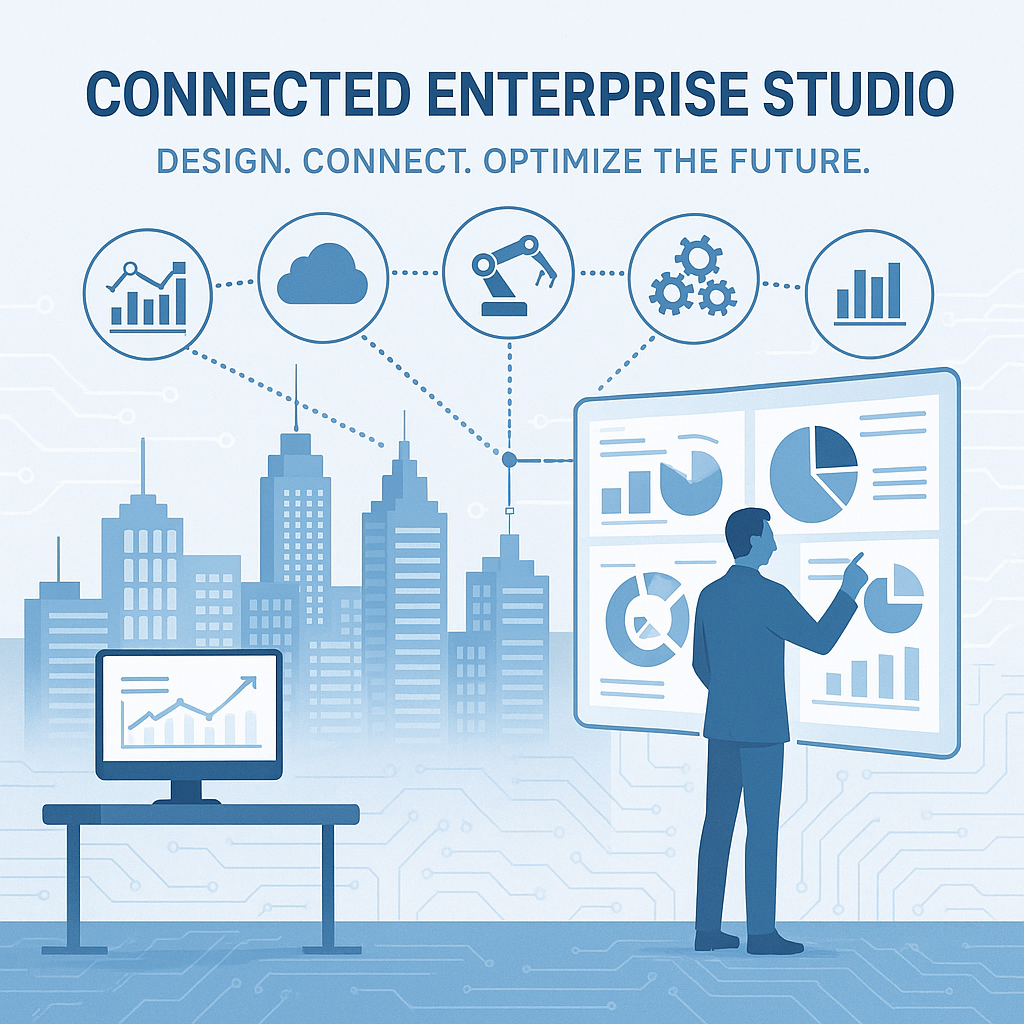 CONNECTED ENTERPRISE STUDIO
DESIGN. CONNECT. OPTIMIZE THE FUTURE.